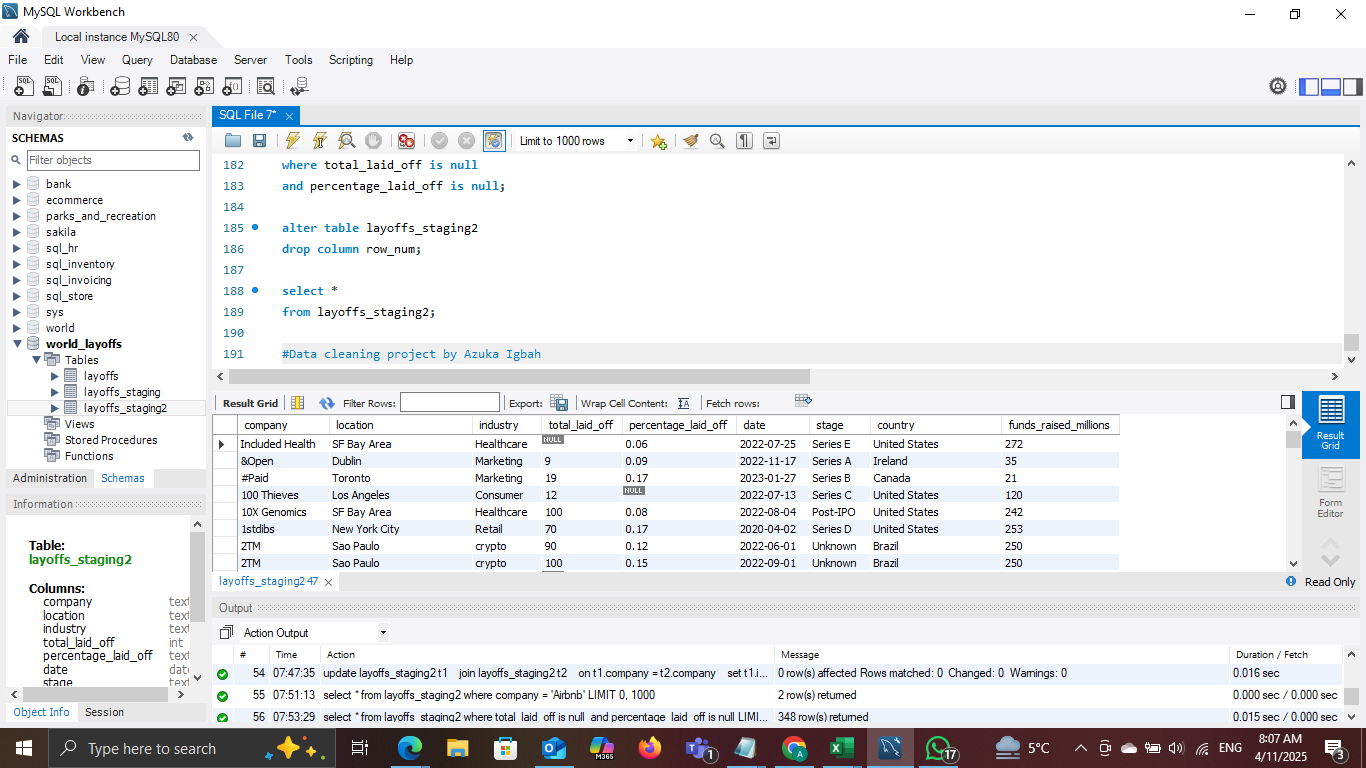 MySQL Workbench
Local instance MySQL80
File Edit View Query Database Server Tools Scripting Help
Navigator
SCHEMAS
Filter objects
bank
ecommerce
parks_and_recreation
sakila
sql_hr
sql_inventory
sql_invoicing
sql_store
sys
world
world_layoffs
Tables
layoffs
layoffs_staging
layoffs_staging2
Views
Stored Procedures
Functions
Administration Schemas
Information
Table:
layoffs_staging2
Columns:
company text
location text
industry text
total_laid_off int
percentage_laid_off text
date date
stage text
Object Info Session
SQL File 7*
Limit to 1000 rows
182 where total_laid_off is null
183 and percentage_laid_off is null;
184
185 alter table layoffs_staging2
186 drop column row_num;
187
188 select *
189 from layoffs_staging2;
190
191 #Data cleaning project by Azuka Igbah
Result Grid Filter Rows: Export: Wrap Cell Content: Fetch rows:
company location industry total_laid_off percentage_laid_off date stage country funds_raised_millions
Included Health SF Bay Area Healthcare NULL 0.06 2022-07-25 Series E United States 272
&Open Dublin Marketing 9 0.09 2022-11-17 Series A Ireland 35
#Paid Toronto Marketing 19 0.17 2023-01-27 Series B Canada 21
100 Thieves Los Angeles Consumer 12 NULL 2022-07-13 Series C United States 120
10X Genomics SF Bay Area Healthcare 100 0.08 2022-08-04 Post-IPO United States 242
1stdibs New York City Retail 70 0.17 2020-04-02 Series D United States 253
2TM Sao Paulo crypto 90 0.12 2022-06-01 Unknown Brazil 250
2TM Sao Paulo crypto 100 0.15 2022-09-01 Unknown Brazil 250
Result
Grid
Form
Editor
layoffs_staging2 47
Read Only
Output
Action Output
# Time Action Message Duration / Fetch
54 07:47:35 update layoffs_staging2 t1 join layoffs_staging2 t2 on t1.company = t2.company set t1.i... 0 row(s) affected Rows matched: 0 Changed: 0 Warnings: 0 0.016 sec
55 07:51:13 select * from layoffs_staging2 where company = 'Airbnb' LIMIT 0, 1000 2 row(s) returned 0.000 sec / 0.000 sec
56 07:53:29 select * from layoffs_staging2 where total_laid_off is null and percentage_laid_off is null LIMI... 348 row(s) returned 0.015 sec / 0.000 sec
Type here to search
M365
1
17
5°C
ENG
8:07 AM
4/11/2025
3